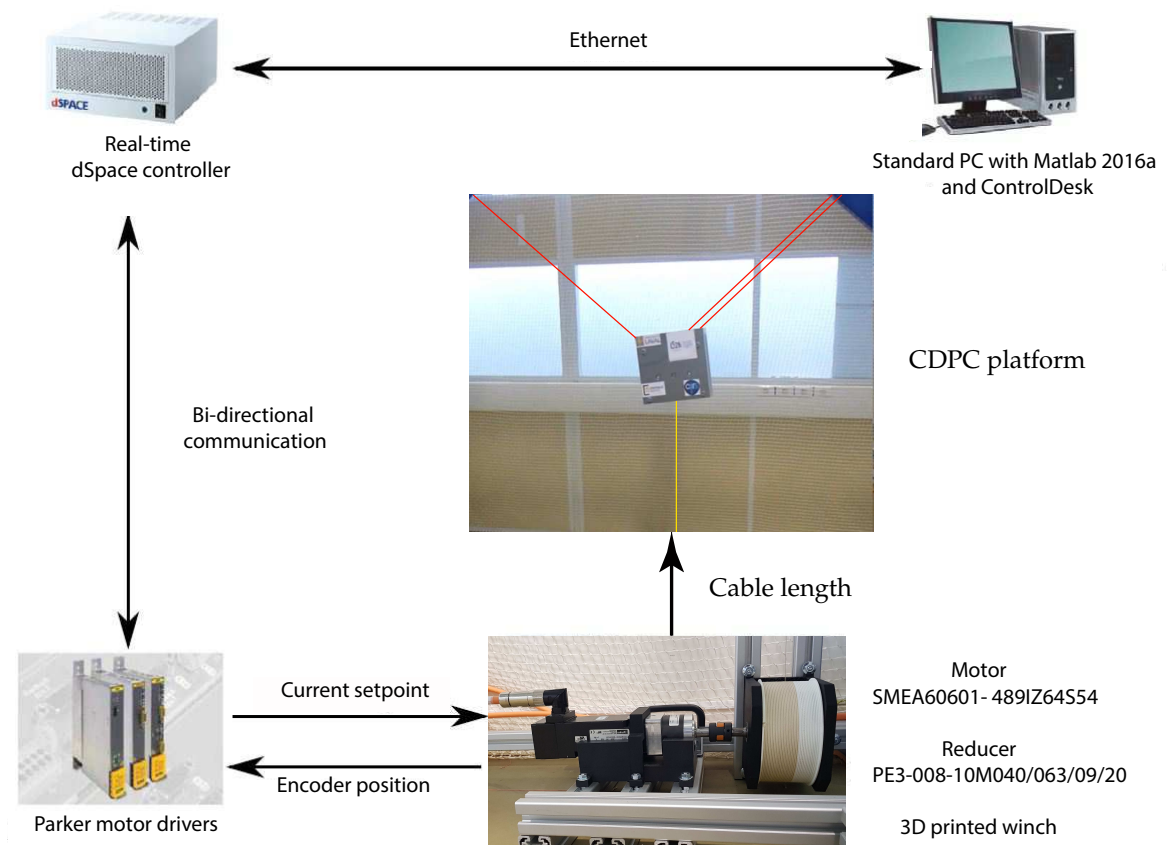 Ethernet
dSPACE
Real-time
dSpace controller
Standard PC with Matlab 2016a
and ControlDesk
CDPC platform
Bi-directional
communication
Cable length
Current setpoint
Encoder position
Parker motor drivers
Motor
SMEA60601- 489IZ64S54
Reducer
PE3-008-10M040/063/09/20
3D printed winch